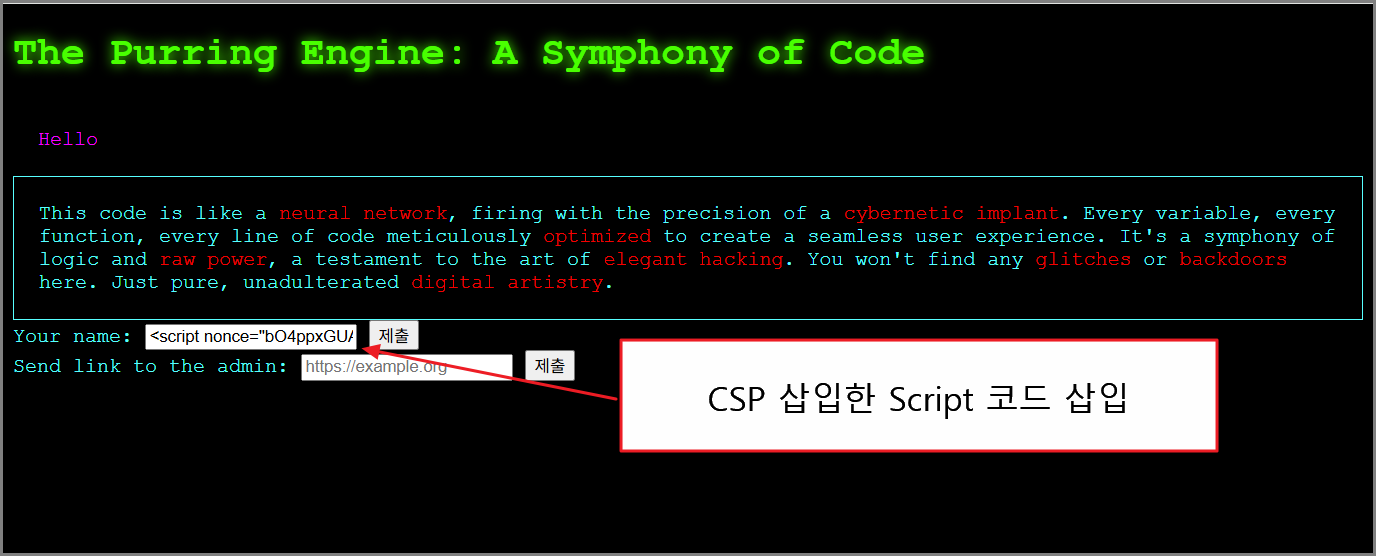 The Purring Engine: A Symphony of Code
Hello
This code is like a neural network, firing with the precision of a cybernetic implant. Every variable, every
function, every line of code meticulously optimized to create a seamless user experience. It's a symphony of
logic and raw power, a testament to the art of elegant hacking. You won't find any glitches or backdoors
here. Just pure, unadulterated digital artistry.
Your name: <script nonce="bO4ppxGUA 제출
Send link to the admin: https://example.org 제출
CSP 삽입한 Script 코드 삽입